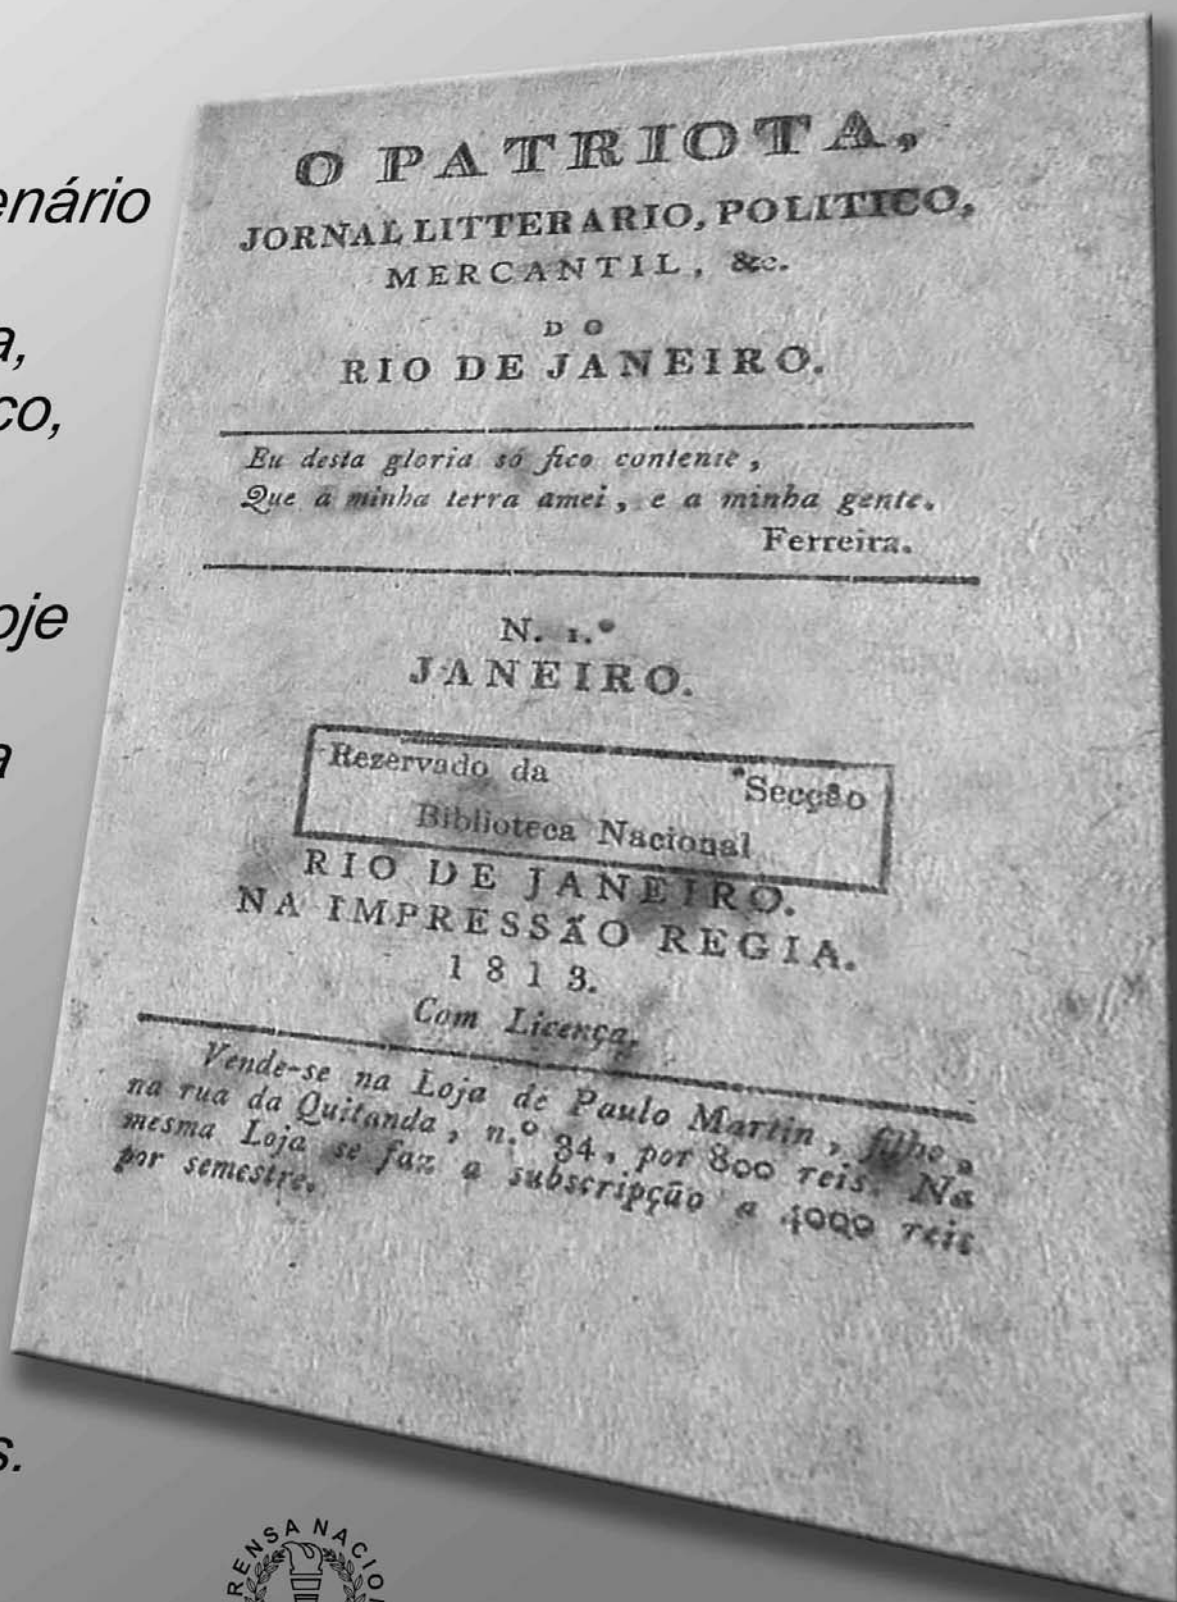 O PATRIOTA,
JORNAL LITTERARIO, POLITICO,
MERCANTIL, &c.
DO
RIO DE JANEIRO.
Eu desta gloria só fico contente,
Que a minha terra amei, e a minha gente.
Ferreira.
N. 1.º
JANEIRO.
Rezervado da Secção
Biblioteca Nacional
RIO DE JANEIRO.
NA IMPRESSÃO REGIA.
1813.
Com Licença.
Vende-se na Loja de Paulo Martin, filho,
na rua da Quitanda, n.º 34, por 800 reis. Na
mesma Loja se faz a subscripção a 4000 reis
por semestre.
enário
a,
co,
oje
a
s.
RENSA NACIO